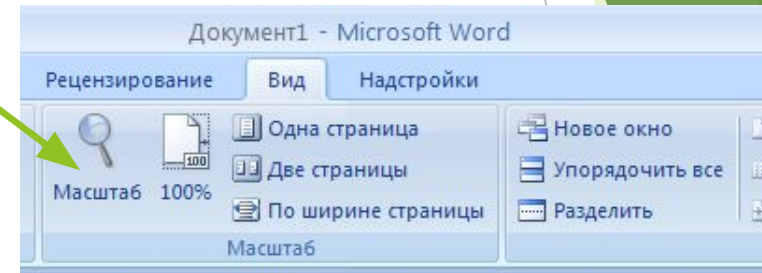 Документ1 - Microsoft Word
Рецензирование Вид Надстройки
Масштаб
100
100%
Одна страница
Две страницы
По ширине страницы
Масштаб
Новое окно
Упорядочить все
Разделить